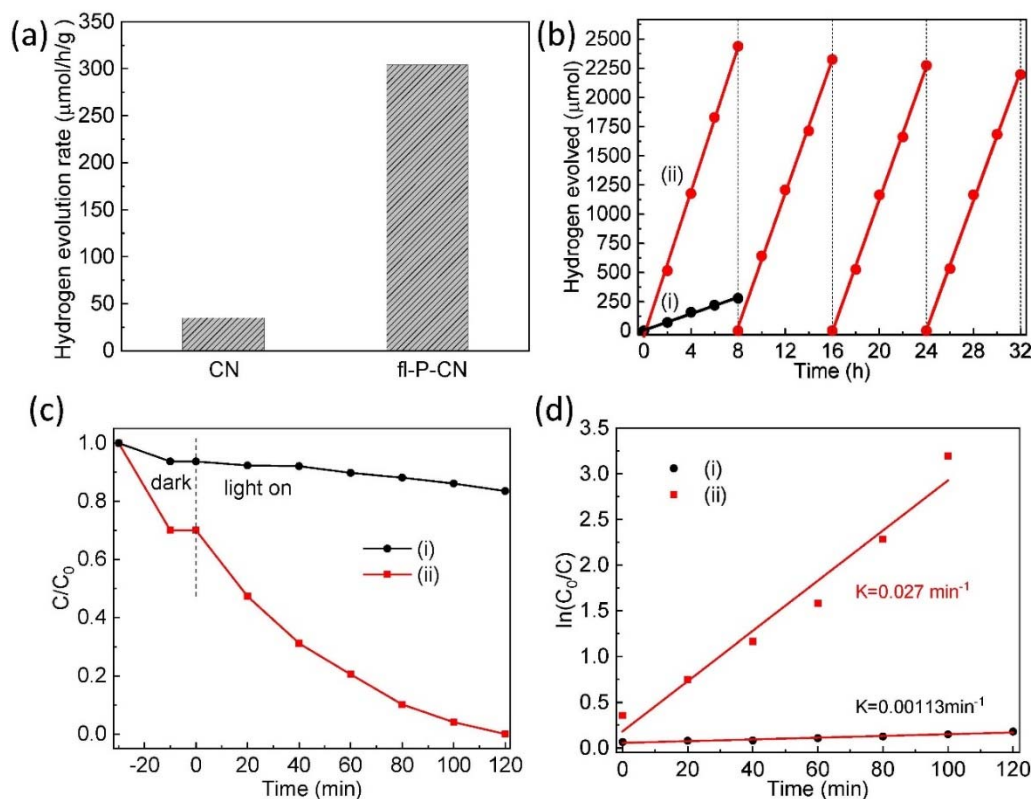 (a)
Hydrogen evolution rate (μmol/h/g)
350
300
250
200
150
100
50
0
CN
fl-P-CN
(b)
Hydrogen evolved (μmol)
2500
2250
2000
1750
1500
1250
1000
750
500
250
0
(ii)
(i)
0 4 8 12 16 20 24 28 32
Time (h)
(c)
C/C0
1.0
0.8
0.6
0.4
0.2
0.0
dark
light on
(i)
(ii)
-20 0 20 40 60 80 100 120
Time (min)
(d)
ln(C0/C)
3.5
3.0
2.5
2.0
1.5
1.0
0.5
0.0
(i)
(ii)
K=0.027 min-1
K=0.00113min-1
0 20 40 60 80 100 120
Time (min)